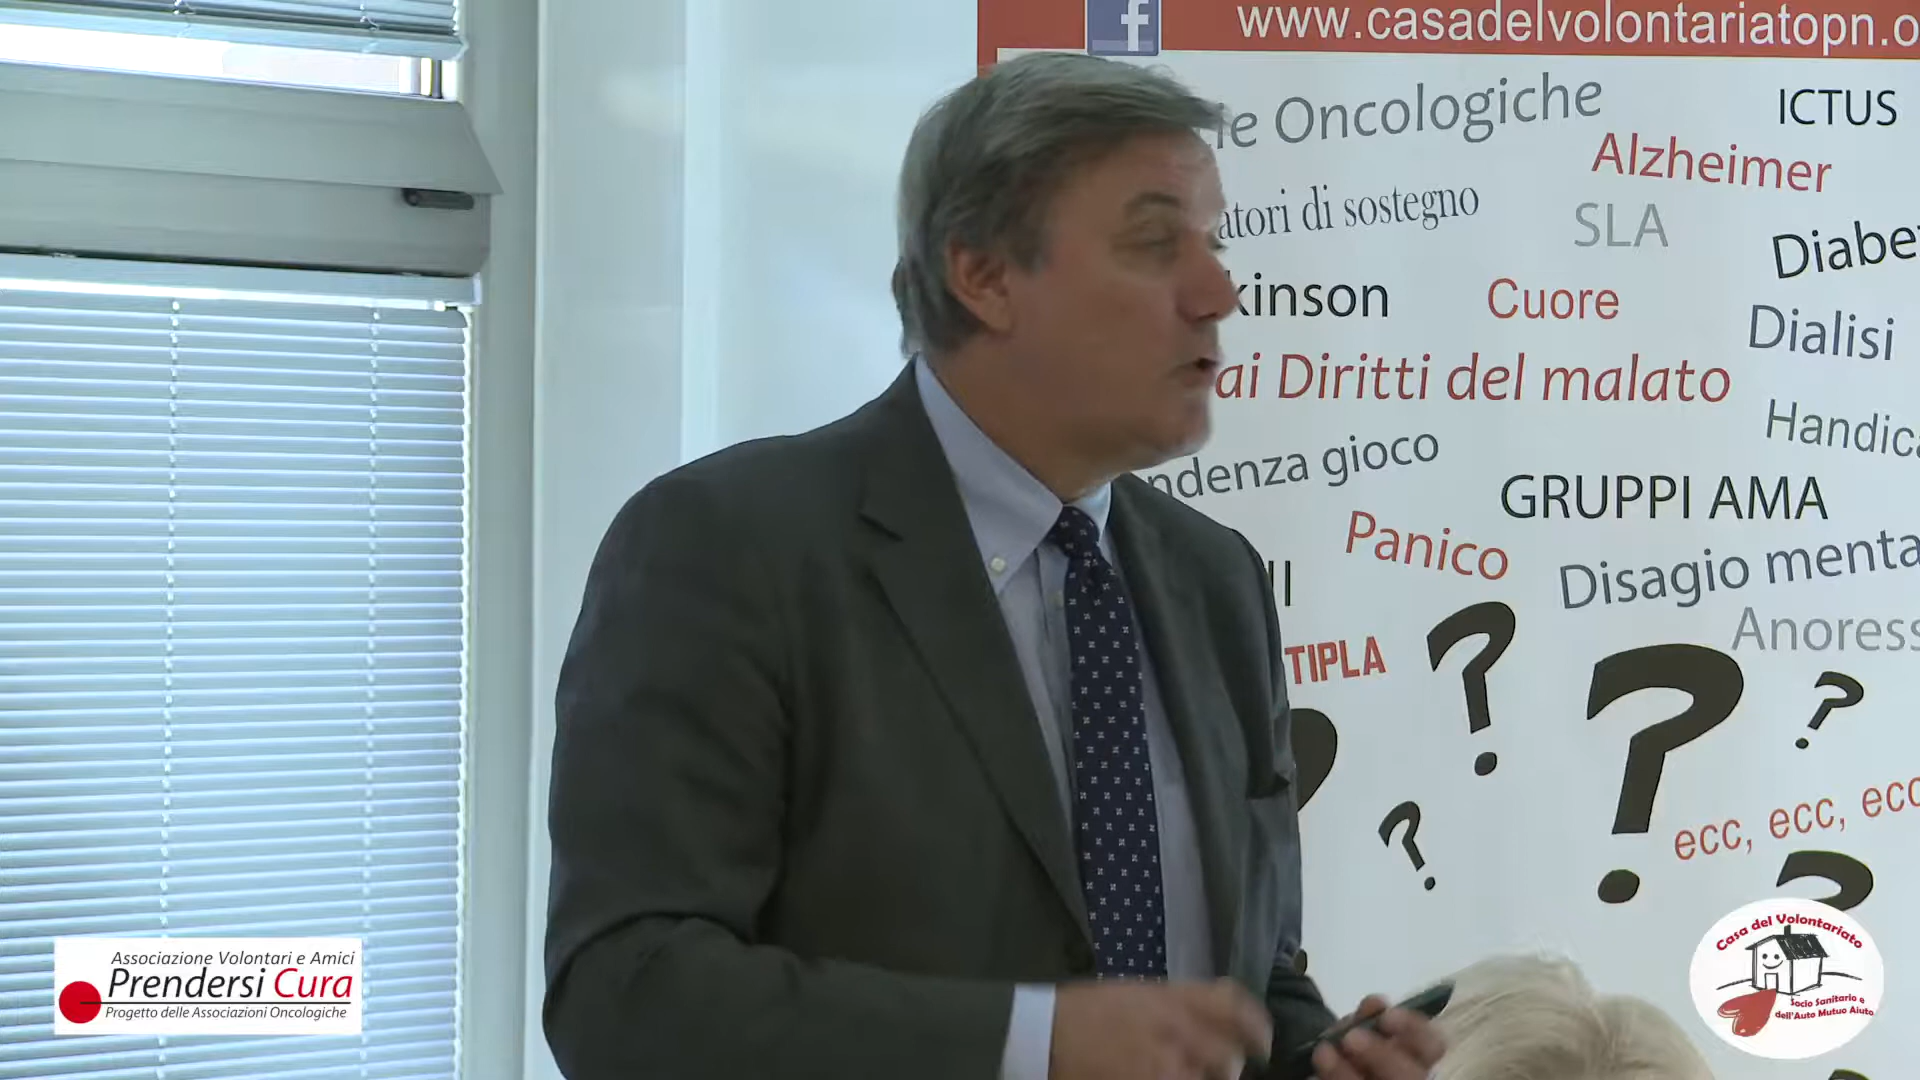 www.casadelvolontariatopn.o
ie Oncologiche
ICTUS
Alzheimer
atori di sostegno
SLA
Diabe
kinson
Cuore
Dialisi
ai Diritti del malato
Handic
ndenza gioco
GRUPPI AMA
Panico
Disagio menta
Anoress
TIPLA
ecc, ecc, ecc
Casa del Volontariato
Socio Sanitario e
dell'Auto Mutuo Aiuto
Associazione Volontari e Amici
Prendersi Cura
Progetto delle Associazioni Oncologiche